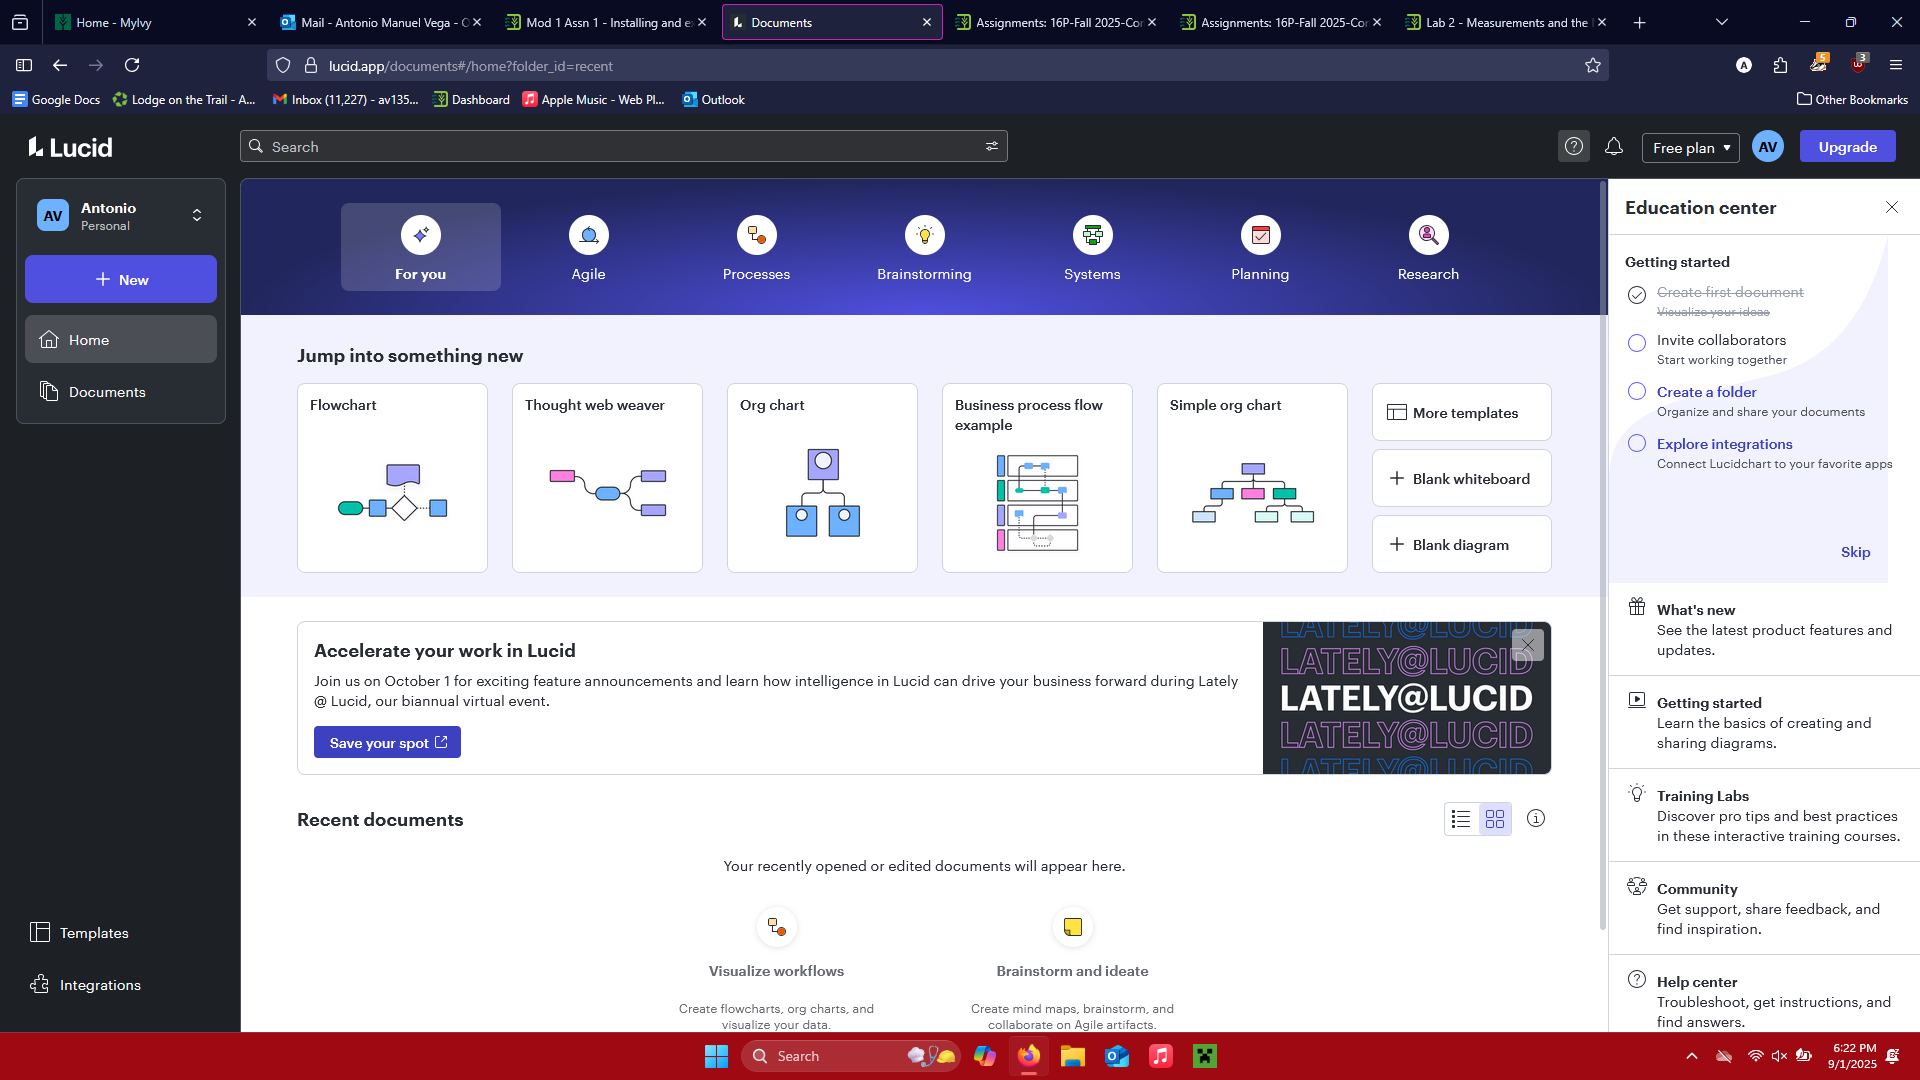 Home - MyIvy
Mail - Antonio Manuel Vega - O
Mod 1 Assn 1 - Installing and ex
Documents
Assignments: 16P-Fall 2025-Con
Assignments: 16P-Fall 2025-Con
Lab 2 - Measurements and the
lucid.app/documents#/home?folder_id=recent
A
5
3
Google Docs
Lodge on the Trail - A...
Inbox (11,227) - av135...
Dashboard
Apple Music - Web Pl...
Outlook
Other Bookmarks
Lucid
Search
Free plan
AV
Upgrade
AV
Antonio
Personal
New
Home
Documents
Templates
Integrations
For you
Agile
Processes
Brainstorming
Systems
Planning
Research
Jump into something new
Flowchart
Thought web weaver
Org chart
Business process flow
example
Simple org chart
More templates
Blank whiteboard
Blank diagram
Accelerate your work in Lucid
Join us on October 1 for exciting feature announcements and learn how intelligence in Lucid can drive your business forward during Lately
@ Lucid, our biannual virtual event.
Save your spot
LATELY@LUCID
LATELY@LUCID
LATELY@LUCID
LATELY@LUCID
LATELY@LUCID
Recent documents
Your recently opened or edited documents will appear here.
Visualize workflows
Create flowcharts, org charts, and
visualize your data.
Brainstorm and ideate
Create mind maps, brainstorm, and
collaborate on Agile artifacts.
Education center
Getting started
Create first document
Visualize your ideas
Invite collaborators
Start working together
Create a folder
Organize and share your documents
Explore integrations
Connect Lucidchart to your favorite apps
Skip
What's new
See the latest product features and
updates.
Getting started
Learn the basics of creating and
sharing diagrams.
Training Labs
Discover pro tips and best practices
in these interactive training courses.
Community
Get support, share feedback, and
find inspiration.
Help center
Troubleshoot, get instructions, and
find answers.
Search
6:22 PM
9/1/2025